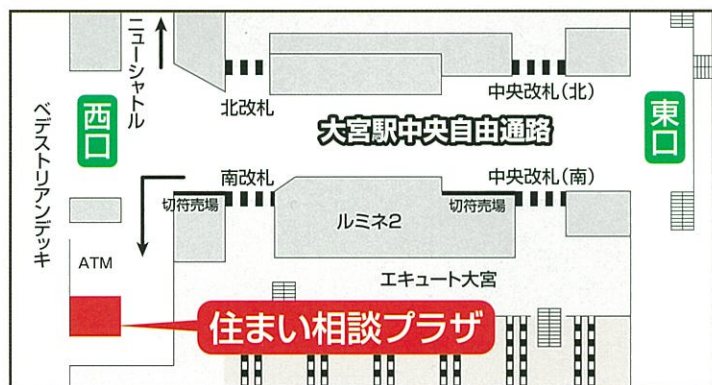 ニューシャトル
ペデストリアンデッキ
西口
北改札
中央改札(北)
大宮駅中央自由通路
東口
南改札
中央改札(南)
切符売場
ルミネ2
切符売場
ATM
エキュート大宮
住まい相談プラザ